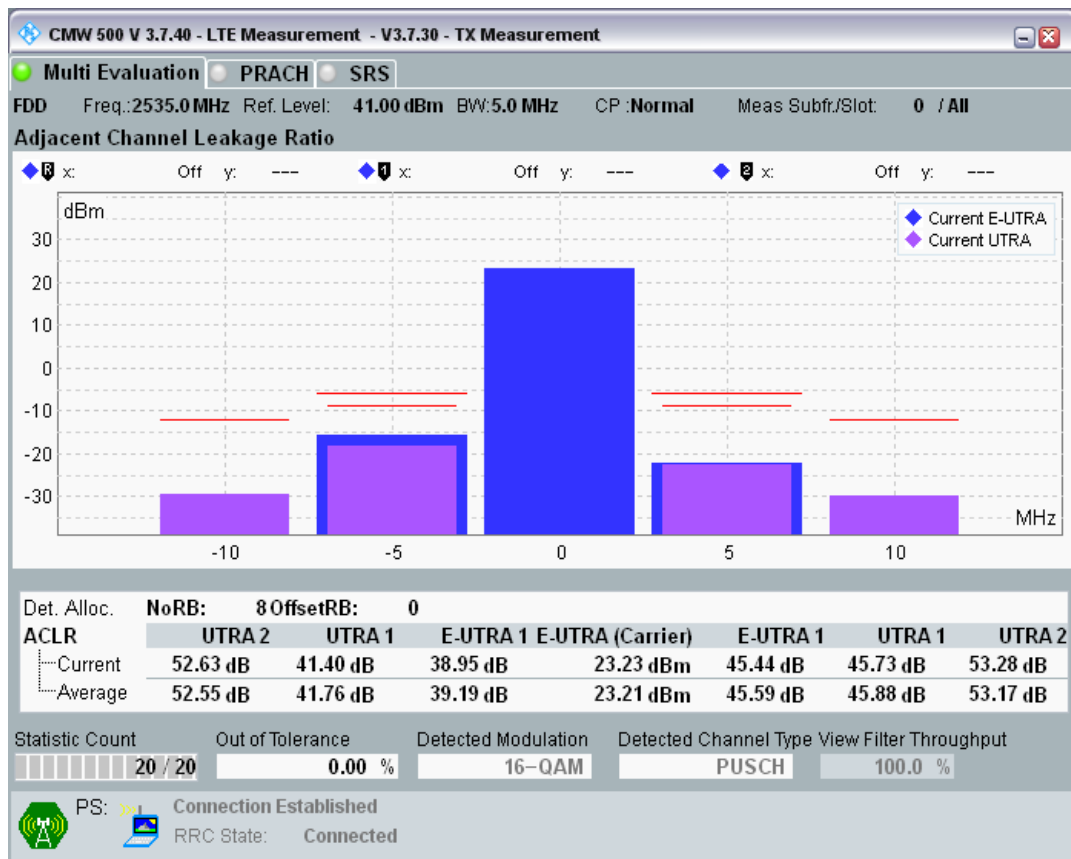 CMW 500 V 3.7.40 - LTE Measurement - V3.7.30 - TX Measurement
Multi Evaluation PRACH SRS
FDD Freq.:2535.0 MHz Ref. Level: 41.00 dBm BW:5.0 MHz CP :Normal Meas Subfr./Slot: 0 / All
Adjacent Channel Leakage Ratio
R x: Off y: --- 1 x: Off y: --- 2 x: Off y: ---
dBm
Current E-UTRA
Current UTRA
30
20
10
0
-10
-20
-30
MHz
-10 -5 0 5 10
Det. Alloc. NoRB: 8 OffsetRB: 0
ACLR UTRA 2 UTRA 1 E-UTRA 1 E-UTRA (Carrier) E-UTRA 1 UTRA 1 UTRA 2
Current 52.63 dB 41.40 dB 38.95 dB 23.23 dBm 45.44 dB 45.73 dB 53.28 dB
Average 52.55 dB 41.76 dB 39.19 dB 23.21 dBm 45.59 dB 45.88 dB 53.17 dB
Statistic Count Out of Tolerance Detected Modulation Detected Channel Type View Filter Throughput
20 / 20 0.00 % 16-QAM PUSCH 100.0 %
PS: Connection Established
RRC State: Connected